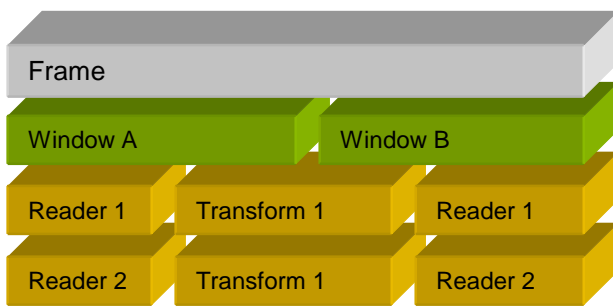 Frame
Window A Window B
Reader 1 Transform 1 Reader 1
Reader 2 Transform 1 Reader 2